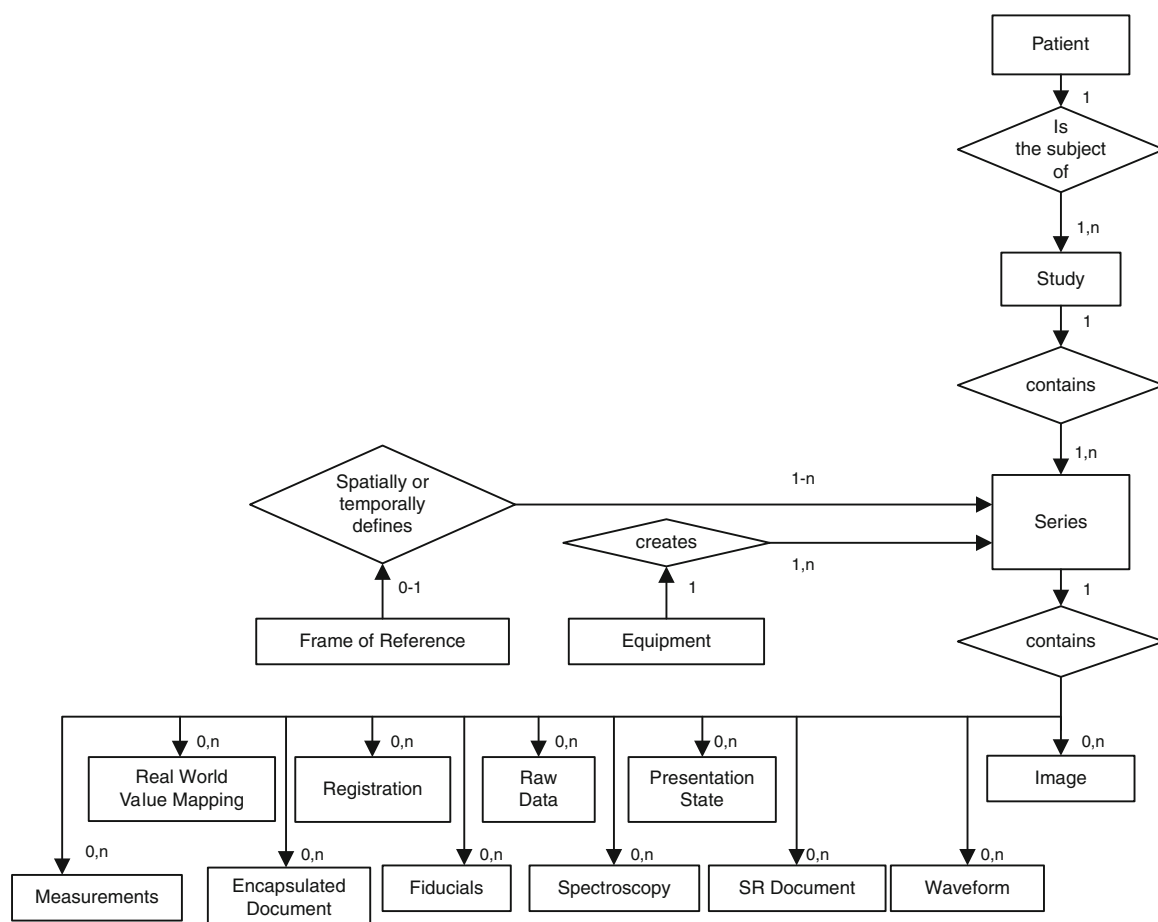 Patient
1
Is
the subject
of
1,n
Study
1
contains
1,n
Spatially or
temporally
defines
1-n
Series
creates
1,n
0-1
1
1
Frame of Reference
Equipment
contains
0,n
0,n
0,n
0,n
0,n
Real World
Value Mapping
Registration
Raw
Data
Presentation
State
Image
0,n
0,n
0,n
0,n
0,n
0,n
Measurements
Encapsulated
Document
Fiducials
Spectroscopy
SR Document
Waveform